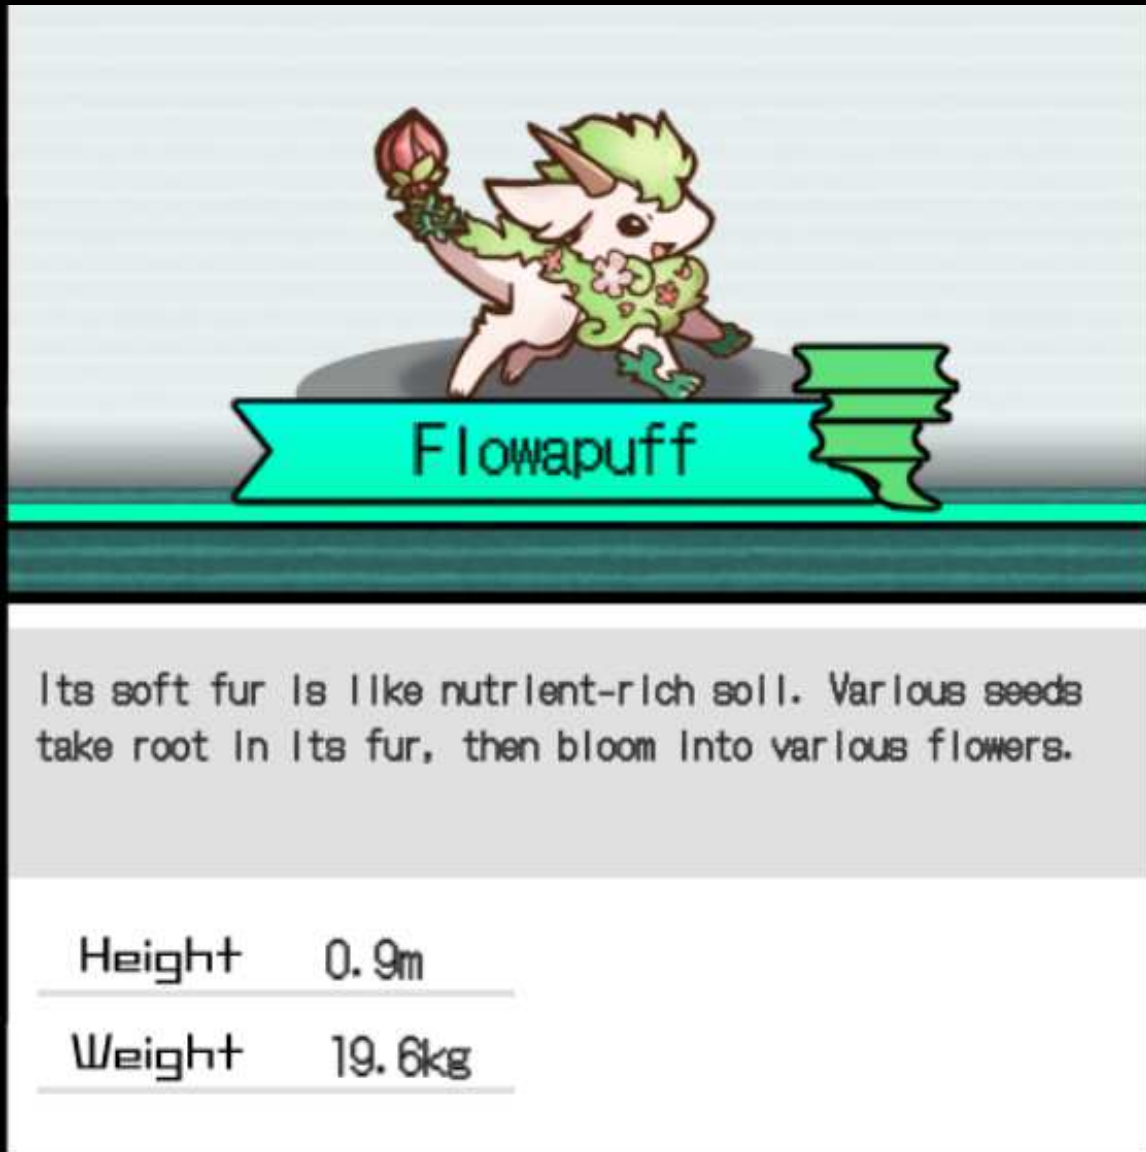 Flowapuff
Its soft fur is like nutrient-rich soil. Various seeds
take root in its fur, then bloom into various flowers.
Height 0.9m
Weight 19.6kg